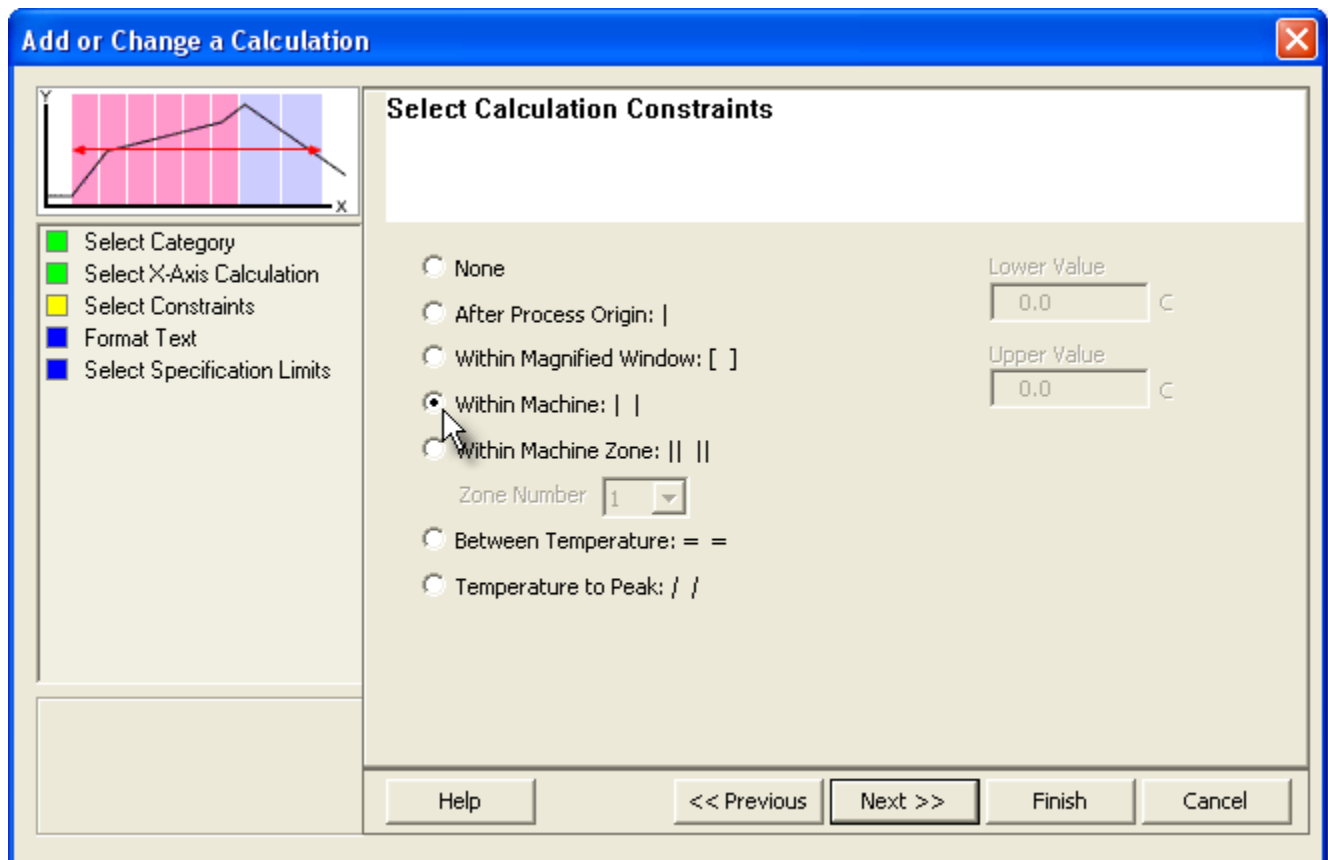 Add or Change a Calculation
Y
X
Select Category
Select X-Axis Calculation
Select Constraints
Format Text
Select Specification Limits
Select Calculation Constraints
None
After Process Origin: |
Within Magnified Window: [ ]
Within Machine: | |
Within Machine Zone: || ||
Zone Number 1
Between Temperature: = =
Temperature to Peak: / /
Lower Value
0.0 C
Upper Value
0.0 C
Help << Previous Next >> Finish Cancel